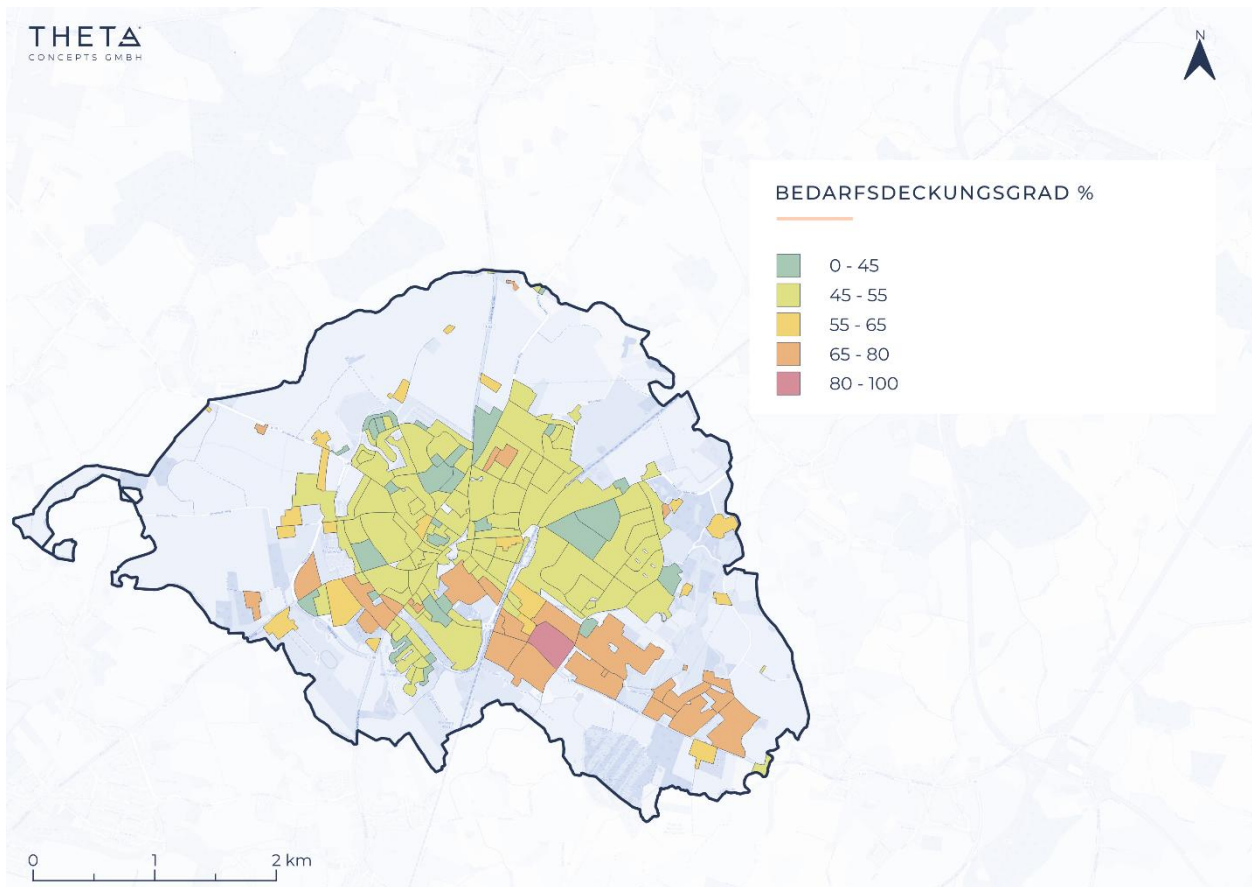 THETA
CONCEPTS GMBH
N
BEDARFSDECKUNGSGRAD %
0 - 45
45 - 55
55 - 65
65 - 80
80 - 100
0 1 2 km